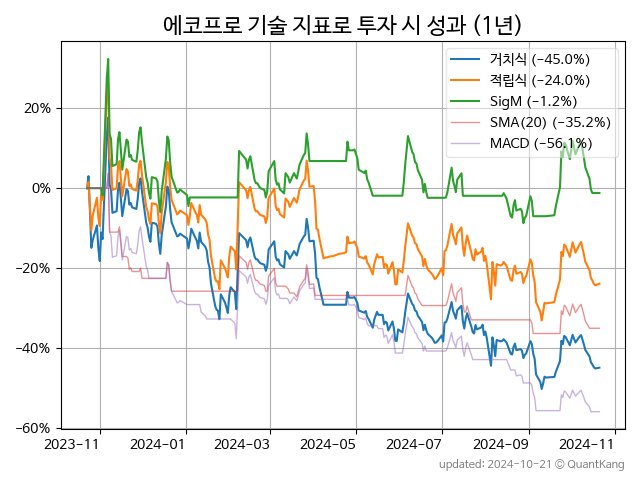 에코프로 기술 지표로 투자 시 성과 (1년)
거치식 (−45.0%)
적립식 (−24.0%)
SigM (−1.2%)
SMA(20) (−35.2%)
MACD (−56.1%)
20%
0%
−20%
−40%
−60%
2023-11 2024-01 2024-03 2024-05 2024-07 2024-09 2024-11
updated: 2024-10-21 © QuantKang